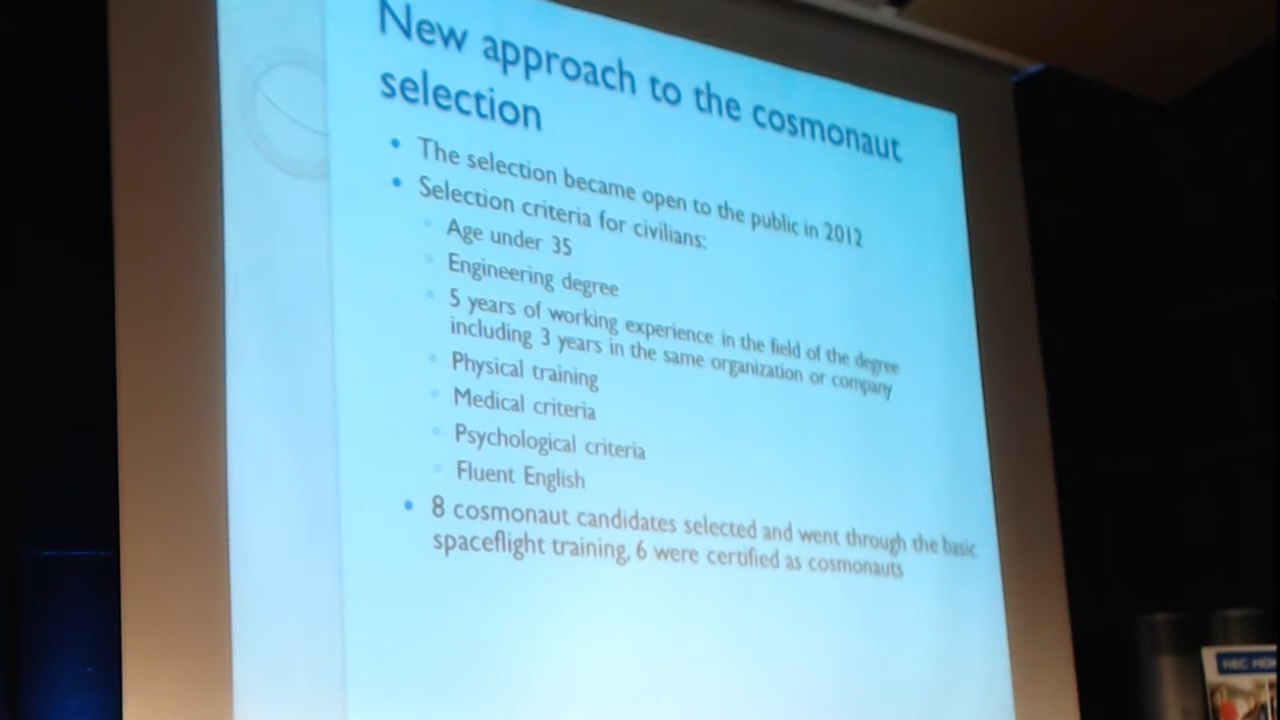 New approach to the cosmonaut
selection
The selection became open to the public in 2012
Selection criteria for civilians:
Age under 35
Engineering degree
5 years of working experience in the field of the degree
including 3 years in the same organization or company
Physical training
Medical criteria
Psychological criteria
Fluent English
8 cosmonaut candidates selected and went through the basic
spaceflight training, 6 were certified as cosmonauts
HEC